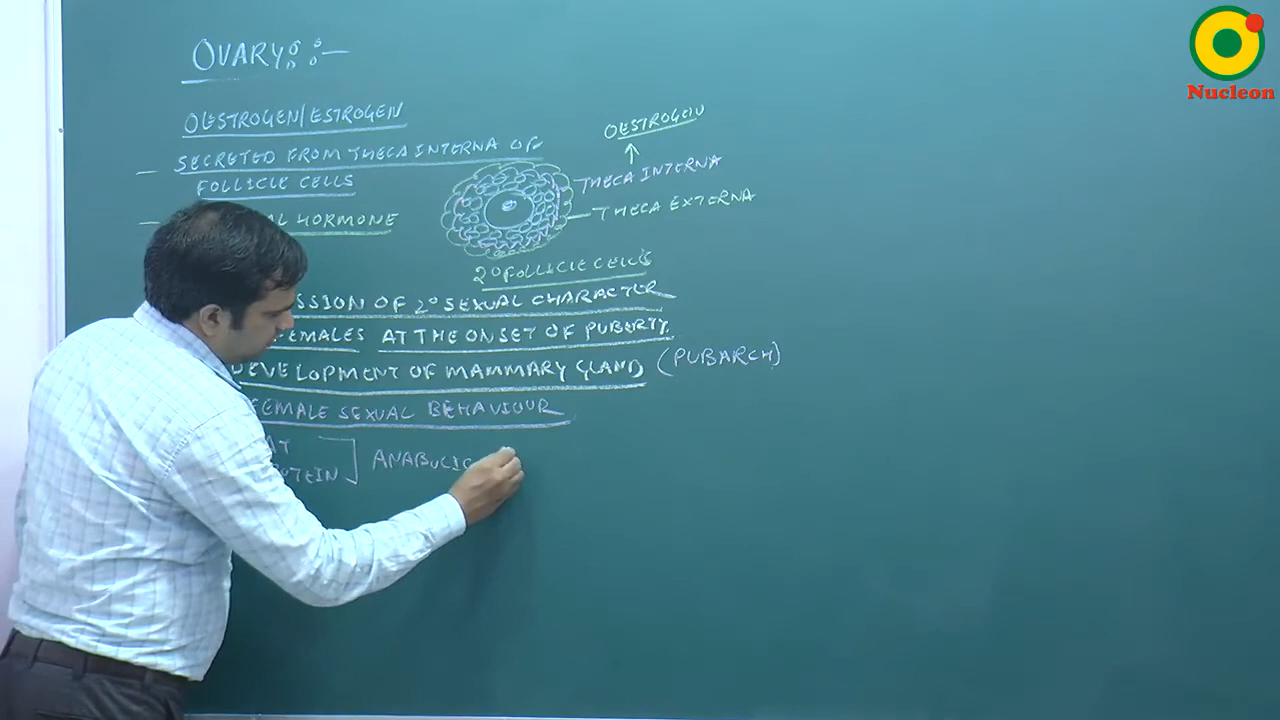 OVARY:-
OESTROGEN/ESTROGEN
- SECRETED FROM THECA INTERNA OF
FOLLICLE CELLS
HORMONE
OESTROGEN
THECA INTERNA
THECA EXTERNA
2° FOLLICLE CELLS
SSION OF 2° SEXUAL CHARACTER
FEMALES AT THE ONSET OF PUBERTY
DEVELOPMENT OF MAMMARY GLAND (PUBARCH)
FEMALE SEXUAL BEHAVIOUR
AT
OTEIN
ANABOLIC
Nucleon